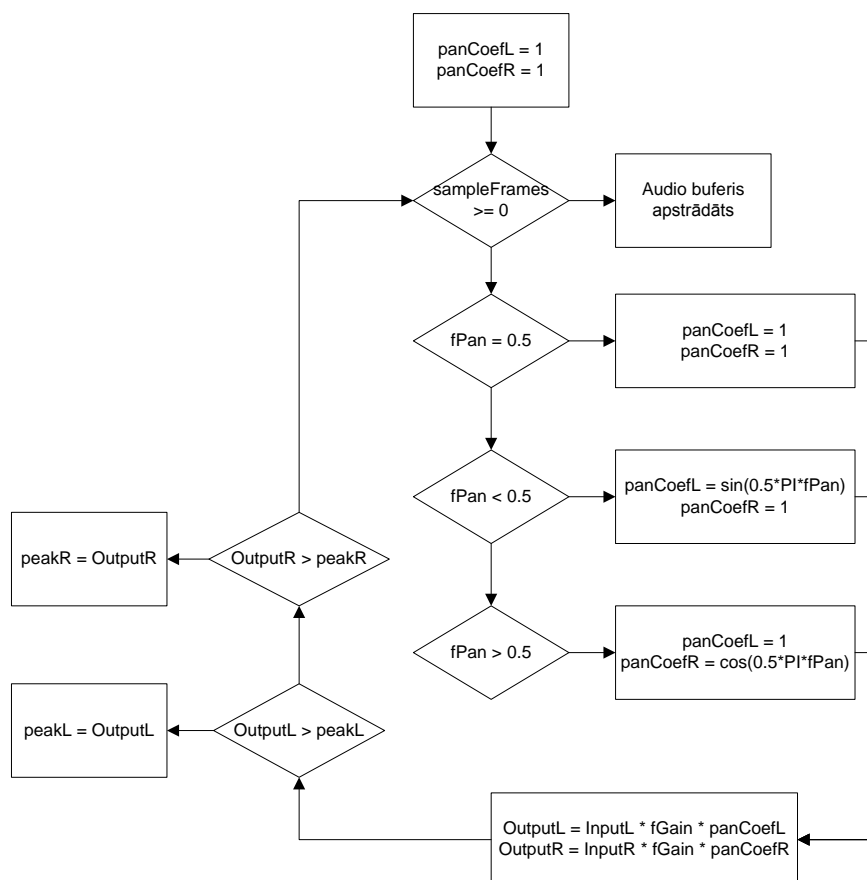 panCoefL = 1
panCoefR = 1
sampleFrames
>= 0
Audio buferis
apstrādāts
fPan = 0.5
panCoefL = 1
panCoefR = 1
fPan < 0.5
panCoefL = sin(0.5*PI*fPan)
panCoefR = 1
peakR = OutputR
OutputR > peakR
fPan > 0.5
panCoefL = 1
panCoefR = cos(0.5*PI*fPan)
peakL = OutputL
OutputL > peakL
OutputL = InputL * fGain * panCoefL
OutputR = InputR * fGain * panCoefR